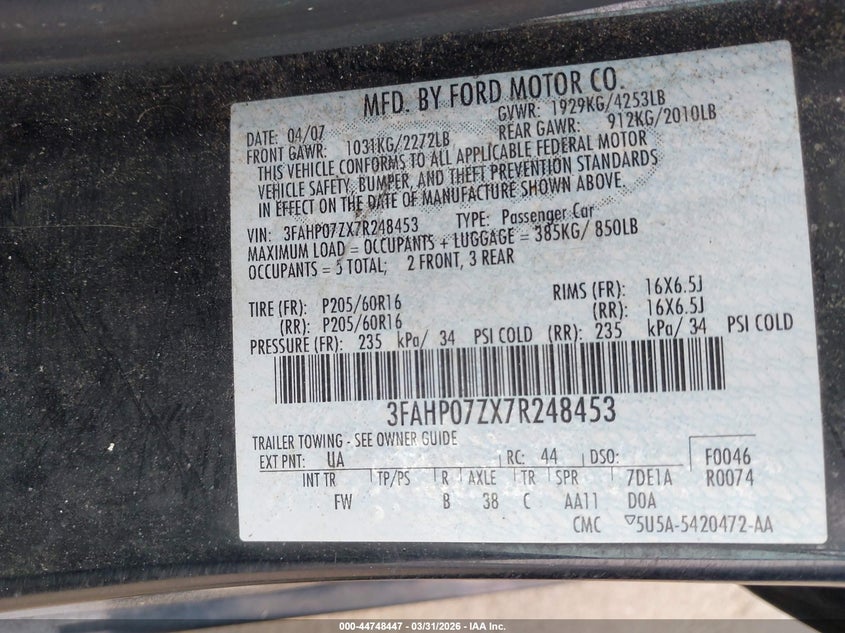 MFD. BY FORD MOTOR CO.
DATE: 04/07 GVWR: 1929KG/4253LB
FRONT GAWR: 1031KG/2272LB REAR GAWR: 912KG/2010LB
THIS VEHICLE CONFORMS TO ALL APPLICABLE FEDERAL MOTOR
VEHICLE SAFETY, BUMPER, AND THEFT PREVENTION STANDARDS
IN EFFECT ON THE DATE OF MANUFACTURE SHOWN ABOVE.
VIN: 3FAHP07ZX7R248453 TYPE: Passenger Car
MAXIMUM LOAD = OCCUPANTS + LUGGAGE = 385KG/ 850LB
OCCUPANTS = 5 TOTAL; 2 FRONT, 3 REAR
TIRE (FR): P205/60R16 RIMS (FR): 16X6.5J
(RR): P205/60R16 (RR): 16X6.5J
PRESSURE (FR): 235 kPa/ 34 PSI COLD (RR): 235 kPa/ 34 PSI COLD
3FAHP07ZX7R248453
TRAILER TOWING - SEE OWNER GUIDE
EXT PNT: UA RC: 44 DSO: F0046
INT TR TP/PS R AXLE TR SPR 7DE1A R0074
FW B 38 C AA11 D0A
CMC ▽5U5A-5420472-AA
000-44748447 - 03/31/2026 - IAA Inc.